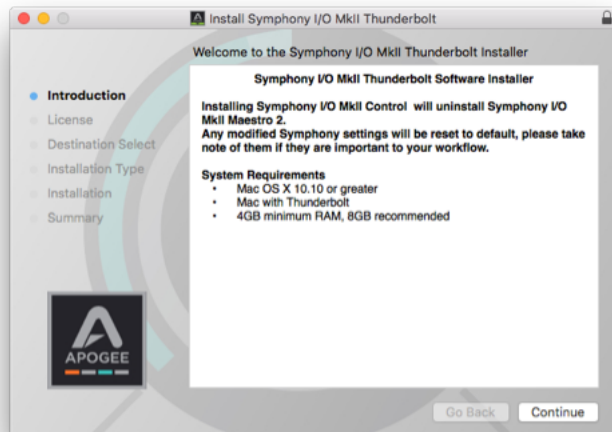 Install Symphony I/O MkII Thunderbolt
Welcome to the Symphony I/O MkII Thunderbolt Installer
Introduction
License
Destination Select
Installation Type
Installation
Summary
Symphony I/O MkII Thunderbolt Software Installer
Installing Symphony I/O MkII Control will uninstall Symphony I/O
MkII Maestro 2.
Any modified Symphony settings will be reset to default, please take
note of them if they are important to your workflow.
System Requirements
• Mac OS X 10.10 or greater
• Mac with Thunderbolt
• 4GB minimum RAM, 8GB recommended
APOGEE
Go Back
Continue